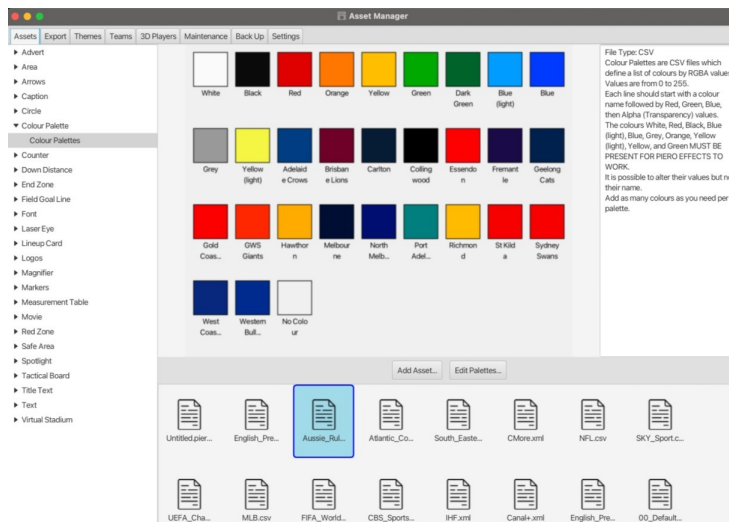 Asset Manager
Assets Export Themes Teams 3D Players Maintenance Back Up Settings
Advert
Area
Arrows
Caption
Circle
Colour Palette
Colour Palettes
Counter
Down Distance
End Zone
Field Goal Line
Font
Laser Eye
Lineup Card
Logos
Magnifier
Markers
Measurement Table
Movie
Red Zone
Safe Area
Spotlight
Tactical Board
Title Text
Text
Virtual Stadium
White Black Red Orange Yellow Green Dark Blue Blue
Green (light)
Grey Yellow Adelaid Brisban Carlton Colling Essendo Fremant Geelong
(light) e Crows e Lions wood n le Cats
Gold GWS Hawthor Melbour North Port Richmon St Kild Sydney
Coas... Giants n ne Melb... Adel... d a Swans
West Western No Colo
Coas... Bull... ur
File Type: CSV
Colour Palettes are CSV files which
define a list of colours by RGBA values
Values are from 0 to 255.
Each line should start with a colour
name followed by Red, Green, Blue,
then Alpha (Transparency) values.
The colours White, Red, Black, Blue
(light), Blue, Grey, Orange, Yellow
(light), Yellow, and Green MUST BE
PRESENT FOR PIERO EFFECTS TO
WORK.
It is possible to alter their values but no
their name.
Add as many colours as you need per
palette.
Add Asset... Edit Palettes...
Untitled.pier... English_Pre... Aussie_Rul... Atlantic_Co... South_Easte... CMore.xml NFL.csv SKY_Sport.c...
UEFA_Cha... MLB.csv FIFA_World... CBS_Sports... IHF.xml Canal+.xml English_Pre... 00_Default...